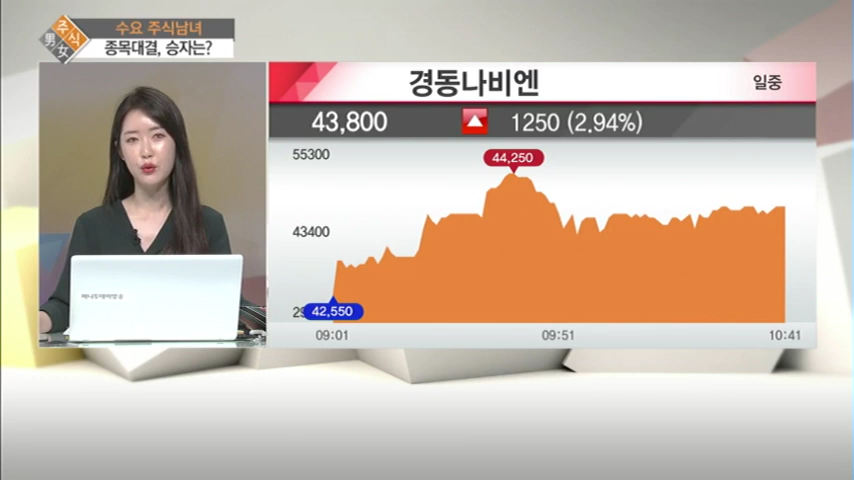 주식
男女
수요 주식남녀
종목대결, 승자는?
경동나비엔
일중
43,800 ▲ 1250 (2.94%)
55300
44,250
43400
42,550
09:01 09:51 10:41